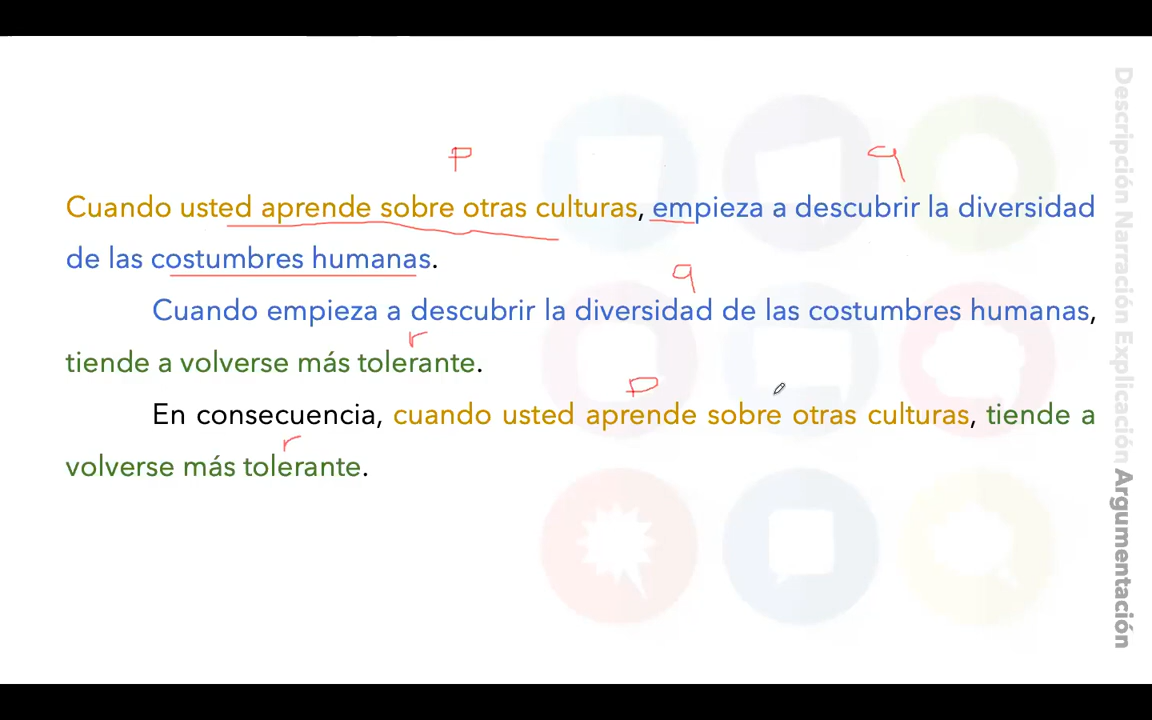 p q
Cuando usted aprende sobre otras culturas, empieza a descubrir la diversidad
de las costumbres humanas.
q
Cuando empieza a descubrir la diversidad de las costumbres humanas,
r
tiende a volverse más tolerante.
p
En consecuencia, cuando usted aprende sobre otras culturas, tiende a
r
volverse más tolerante.
Descripción Narración Explicación Argumentación